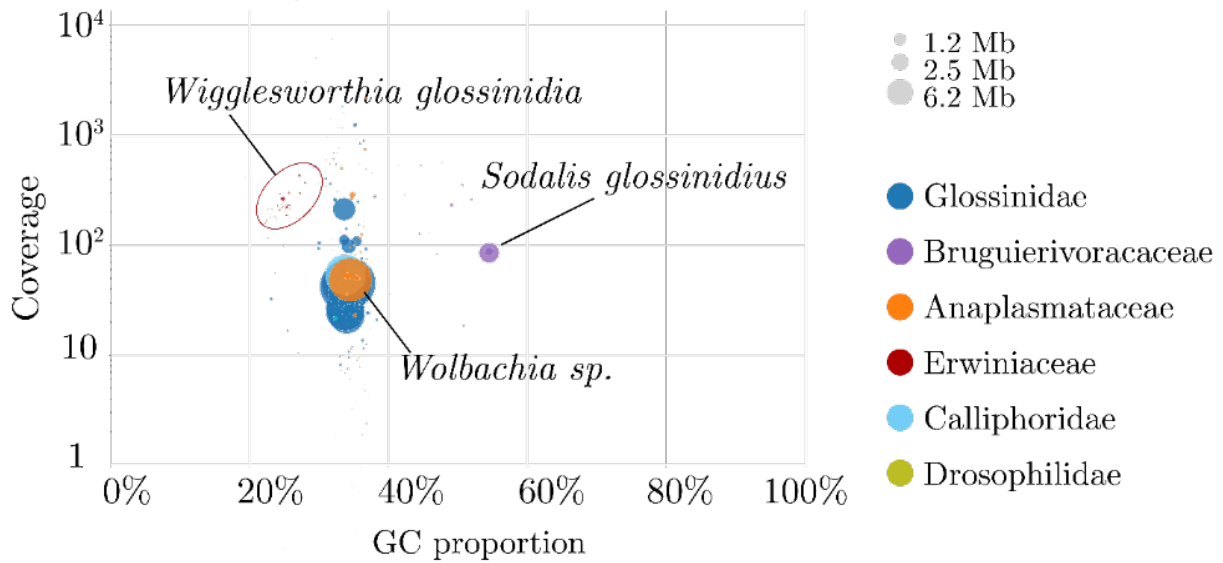 10⁴
10³
10²
10
1
Coverage
Wigglesworthia glossinidia
Sodalis glossinidius
Wolbachia sp.
0%
20%
40%
60%
80%
100%
GC proportion
1.2 Mb
2.5 Mb
6.2 Mb
Glossinidae
Bruguierivoracaceae
Anaplasmataceae
Erwiniaceae
Calliphoridae
Drosophilidae